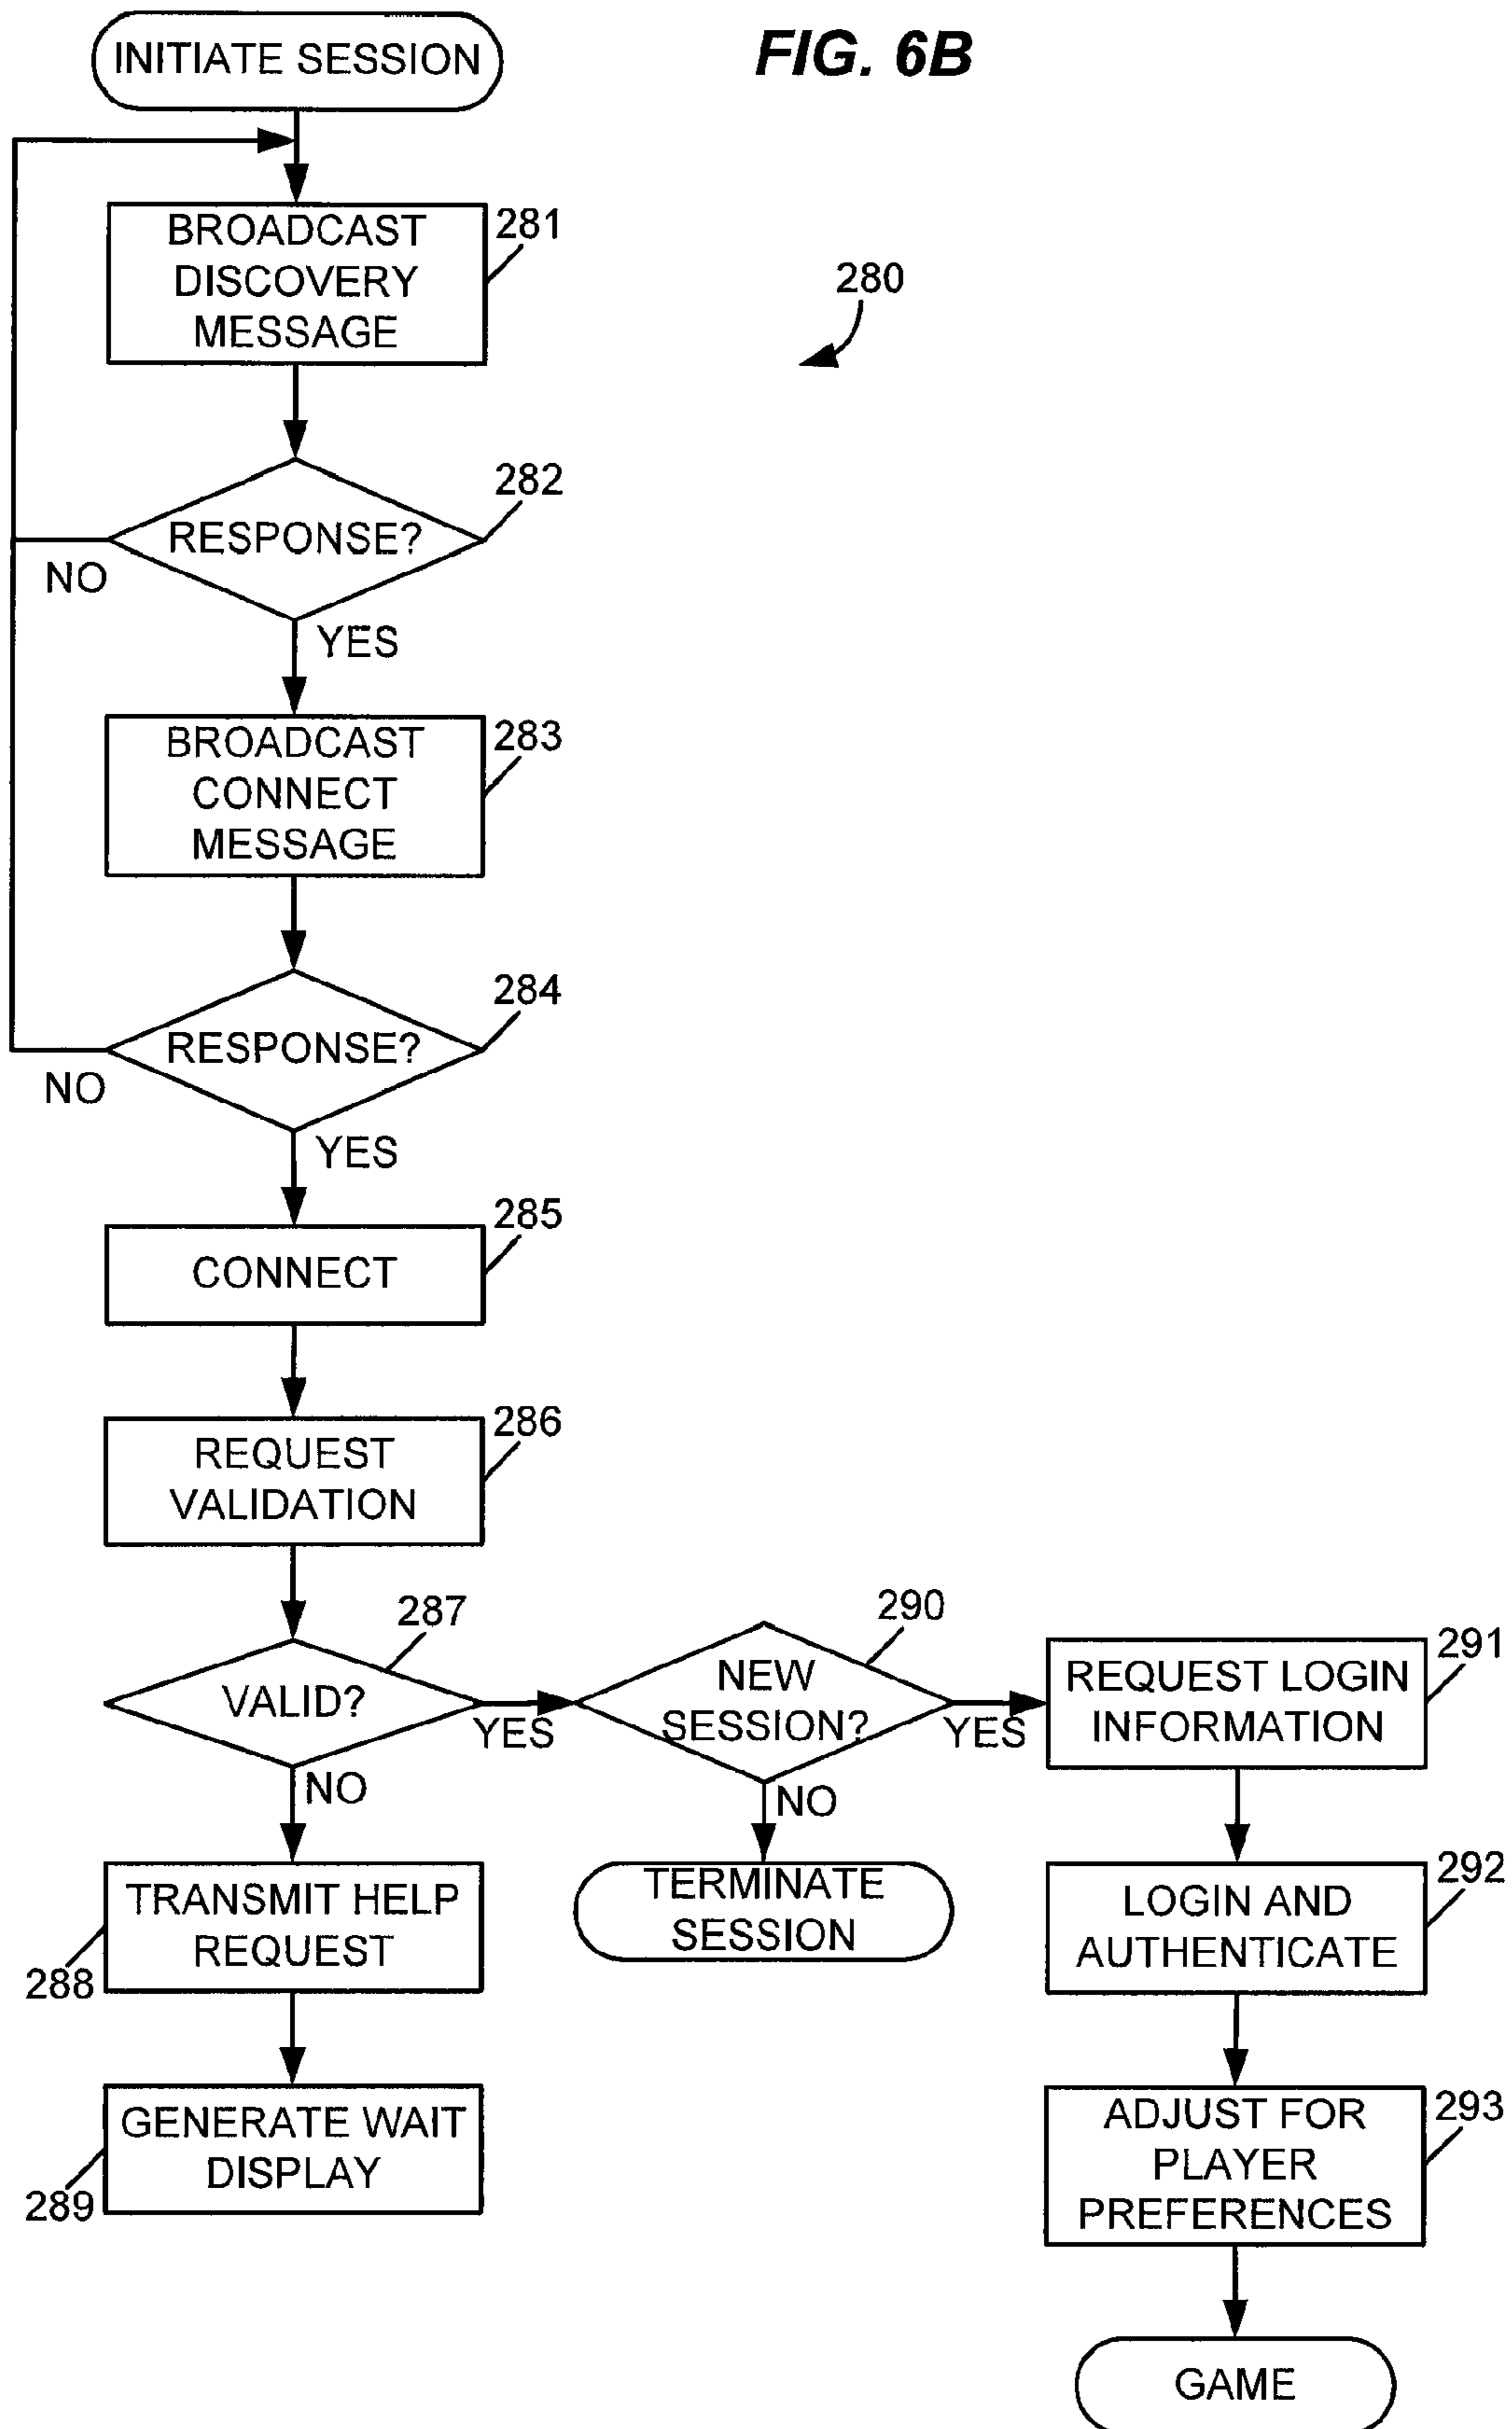 INITIATE SESSION
FIG. 6B
BROADCAST
DISCOVERY
MESSAGE
281
280
RESPONSE?
282
NO
YES
BROADCAST
CONNECT
MESSAGE
283
RESPONSE?
284
NO
YES
CONNECT
285
REQUEST
VALIDATION
286
VALID?
287
YES
NO
NEW
SESSION?
290
YES
NO
REQUEST LOGIN
INFORMATION
291
TRANSMIT HELP
REQUEST
288
TERMINATE
SESSION
LOGIN AND
AUTHENTICATE
292
GENERATE WAIT
DISPLAY
289
ADJUST FOR
PLAYER
PREFERENCES
293
GAME